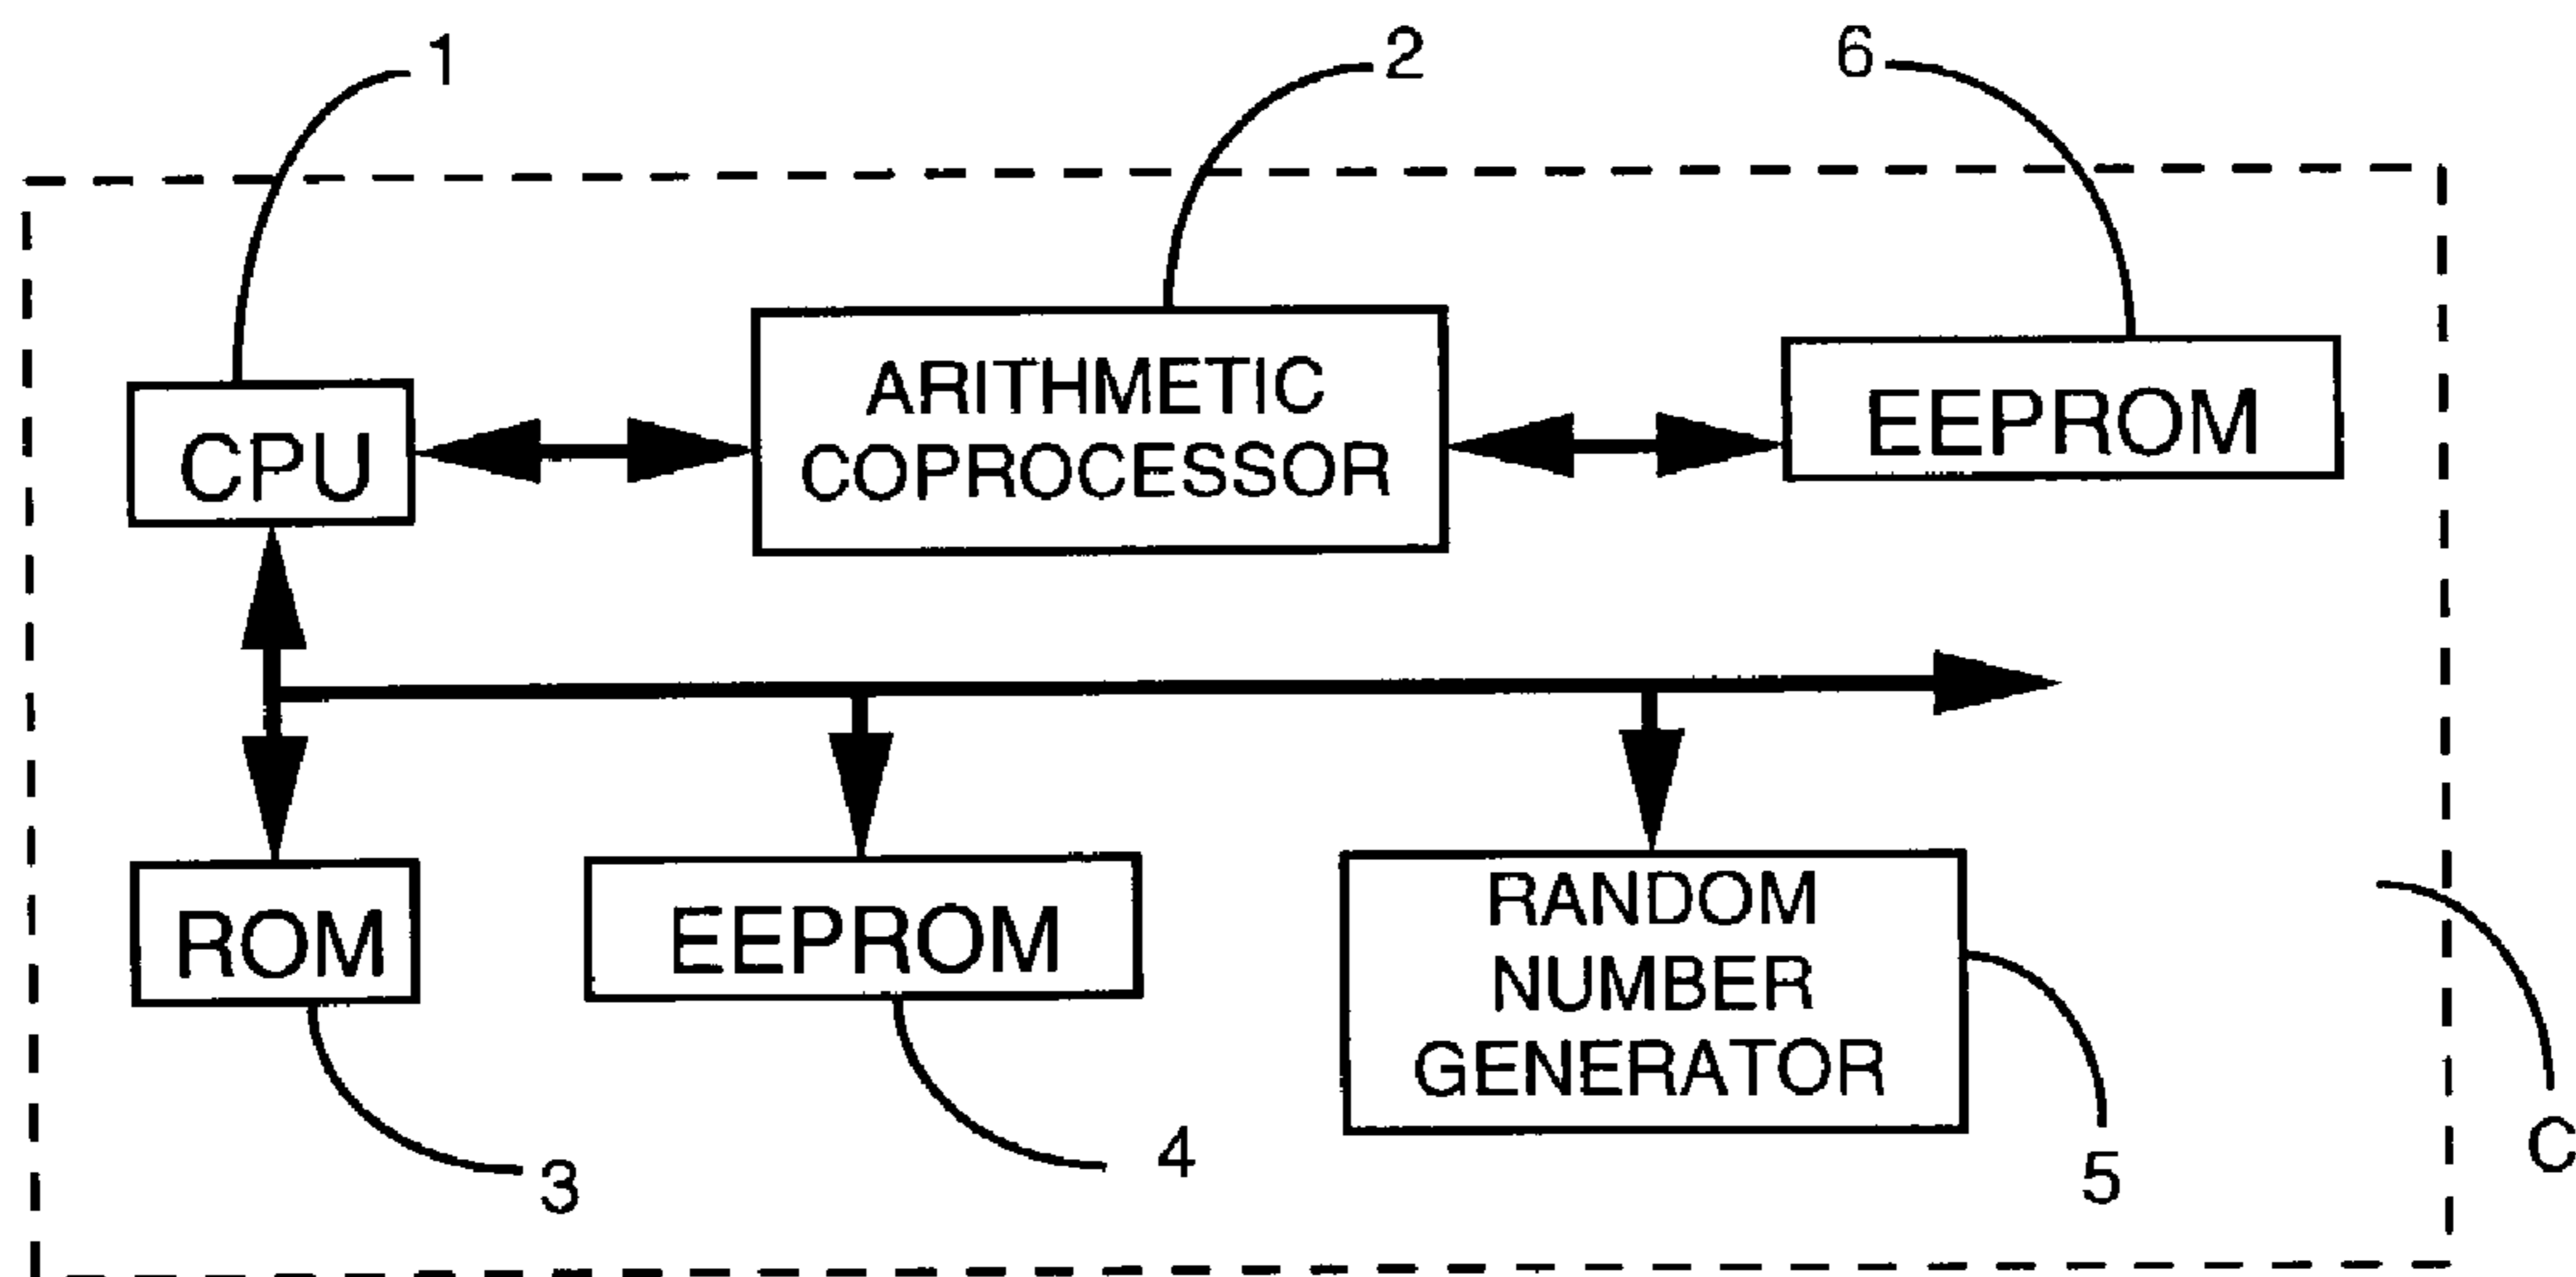 1
2
6
CPU
ARITHMETIC
COPROCESSOR
EEPROM
ROM
EEPROM
RANDOM
NUMBER
GENERATOR
3
4
5
C